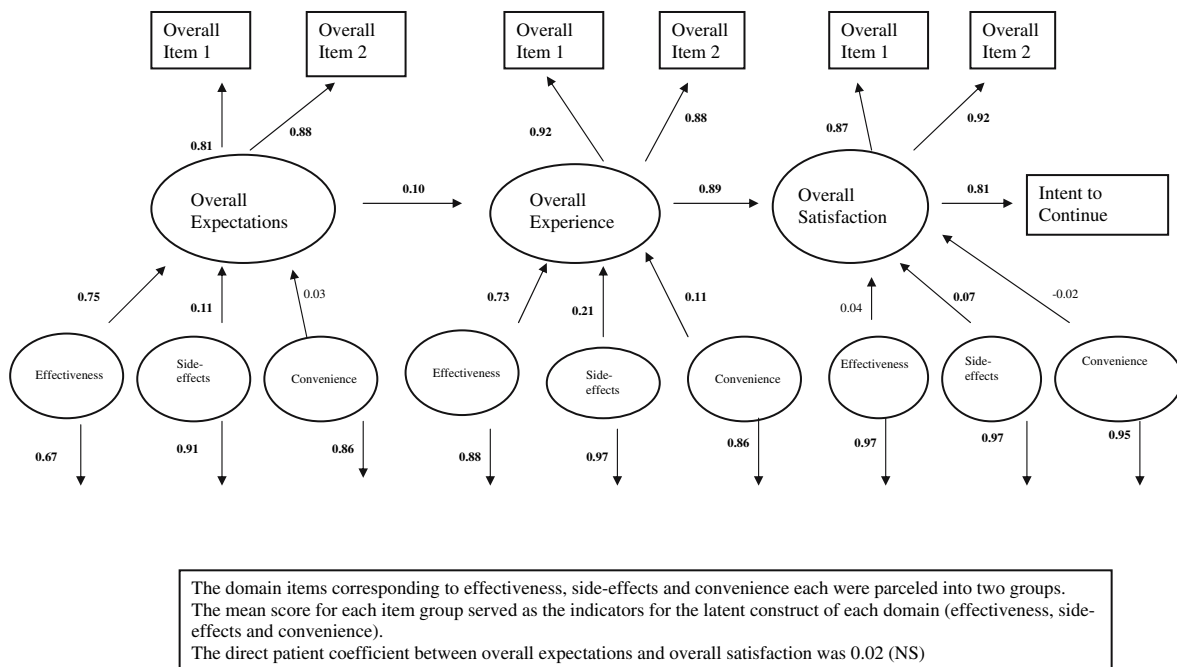 Overall
Item 1
Overall
Item 2
Overall
Item 1
Overall
Item 2
Overall
Item 1
Overall
Item 2
0.81
0.88
0.92
0.88
0.87
0.92
Overall
Expectations
0.10
Overall
Experience
0.89
Overall
Satisfaction
0.81
Intent to
Continue
0.75
0.11
0.03
0.73
0.21
0.11
0.04
0.07
-0.02
Effectiveness
Side-
effects
Convenience
Effectiveness
Side-
effects
Convenience
Effectiveness
Side-
effects
Convenience
0.67
0.91
0.86
0.88
0.97
0.86
0.97
0.97
0.95
The domain items corresponding to effectiveness, side-effects and convenience each were parceled into two groups.
The mean score for each item group served as the indicators for the latent construct of each domain (effectiveness, side-
effects and convenience).
The direct patient coefficient between overall expectations and overall satisfaction was 0.02 (NS)